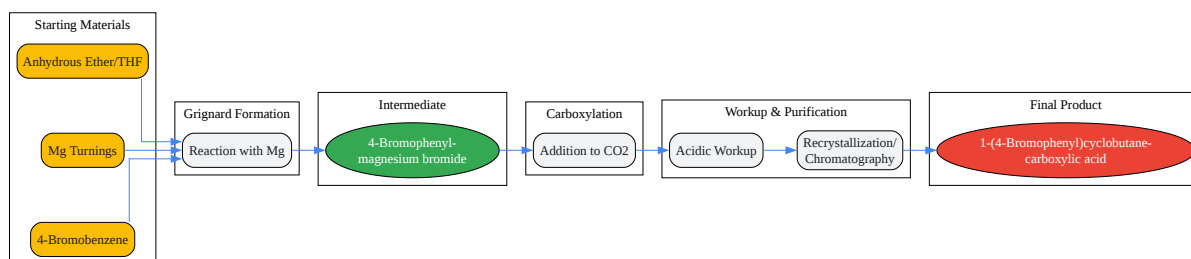 Starting Materials
Anhydrous Ether/THF
Mg Turnings
4-Bromobenzene
Grignard Formation
Reaction with Mg
Intermediate
4-Bromophenyl-
magnesium bromide
Carboxylation
Addition to CO2
Workup & Purification
Acidic Workup
Recrystallization/
Chromatography
Final Product
1-(4-Bromophenyl)cyclobutane-
carboxylic acid